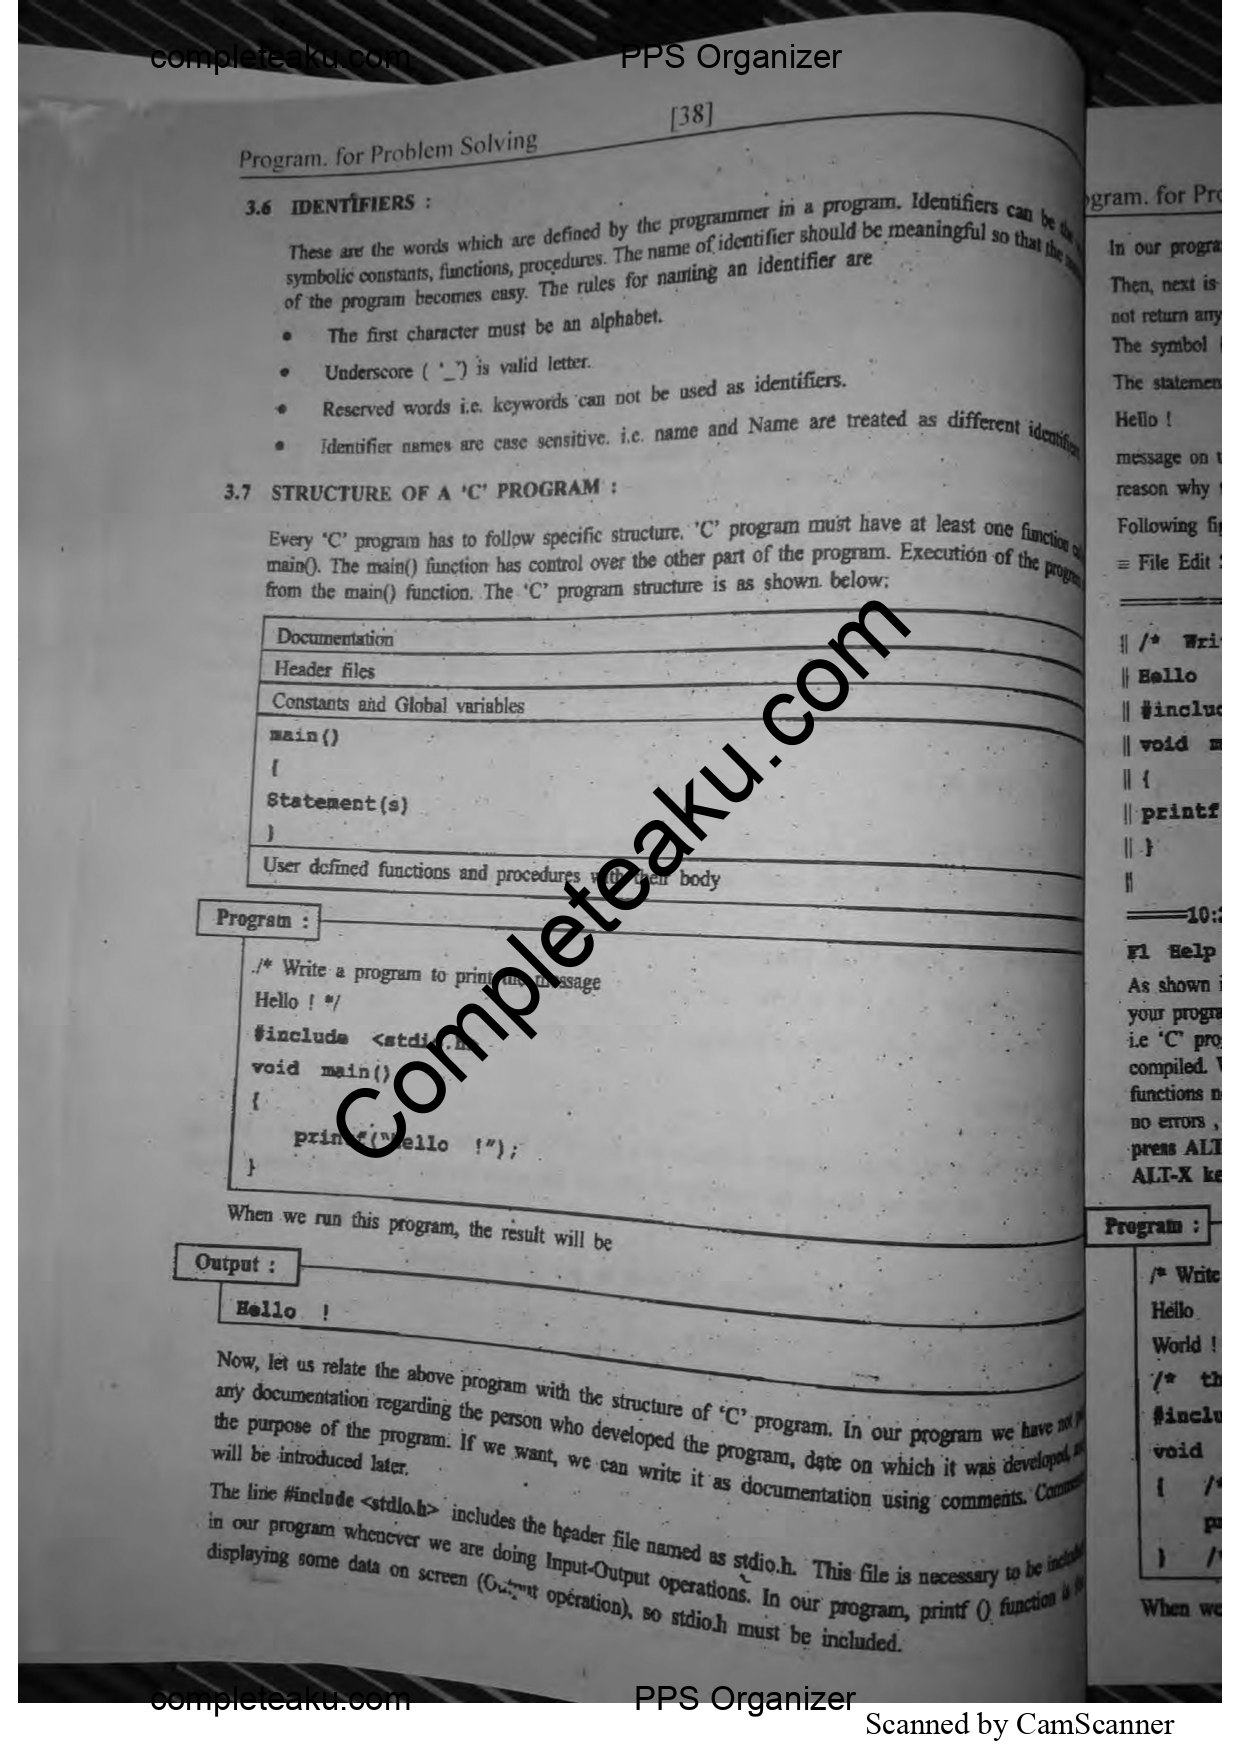 completeaku.com PPS Organizer
[38]
Program. for Problem Solving
3.6 IDENTIFIERS :
These are the words which are defined by the programmer in a program. Identifiers can be the
symbolic constants, functions, procedures. The name of identifier should be meaningful so that the
of the program becomes easy. The rules for naming an identifier are
• The first character must be an alphabet.
• Underscore ( '_') is valid letter.
• Reserved words i.e. keywords can not be used as identifiers.
• Identifier names are case sensitive. i.e. name and Name are treated as different identifiers
3.7 STRUCTURE OF A 'C' PROGRAM :
Every 'C' program has to follow specific structure. 'C' program must have at least one function
main(). The main() function has control over the other part of the program. Execution of the program
from the main() function. The 'C' program structure is as shown. below:
Documentation
Header files
Constants and Global variables
main()
{
Statement(s)
}
User defined functions and procedures with their body
Program :
/* Write a program to print the message
Hello ! */
#include <stdio.h>
void main()
{
printf("Hello !");
}
When we run this program, the result will be
Output :
Hello !
Now, let us relate the above program with the structure of 'C' program. In our program we have not
any documentation regarding the person who developed the program, date on which it was developed,
the purpose of the program. If we want, we can write it as documentation using comments.
will be introduced later.
The line #include <stdio.h> includes the header file named as stdio.h. This file is necessary to be
in our program whenever we are doing Input-Output operations. In our program, printf () function is
displaying some data on screen (Output operation), so stdio.h must be included.
Completeaku.com
gram. for Pro
In our progra
Then, next is
not return any
The symbol
The statemen
Hello !
message on
reason why
Following fi
≡ File Edit
|| /* Wri
|| Hello
|| #includ
|| void m
|| {
|| printf
|| }
||
10:
F1 Help
As shown i
your progra
i.e 'C' pro
compiled.
functions n
no errors ,
press ALT
ALT-X ke
Program :
/* Write
Hello
World !
/* th
#inclu
void
{ /*
p
} /*
When we
completeaku.com PPS Organizer
Scanned by CamScanner